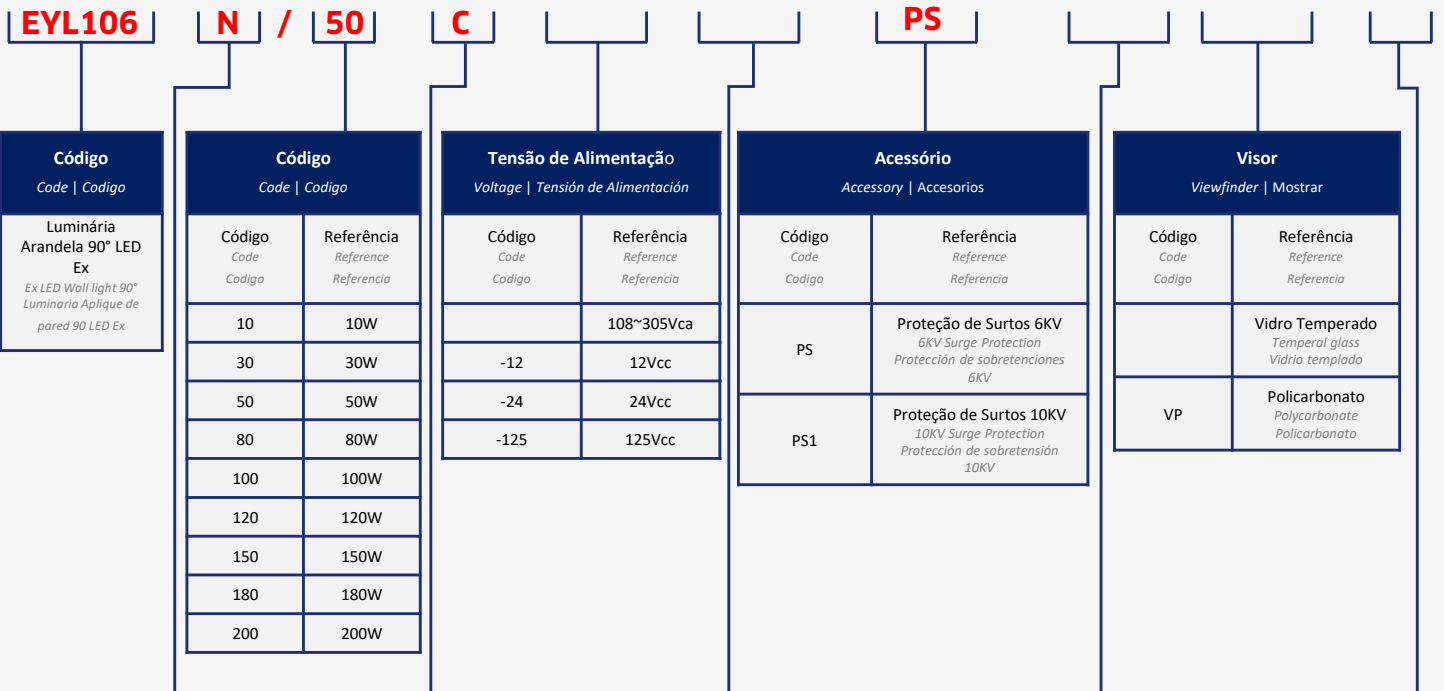 EYL106 N / 50 C PS
Código
Code | Codigo
Luminária
Arandela 90° LED
Ex
Ex LED Wall light 90°
Luminaria Aplique de
pared 90 LED Ex
Código
Code | Codigo
Código
Code
Codigo
Referência
Reference
Referencia
10 10W
30 30W
50 50W
80 80W
100 100W
120 120W
150 150W
180 180W
200 200W
Tensão de Alimentação
Voltage | Tensión de Alimentación
Código
Code
Codigo
Referência
Reference
Referencia
108~305Vca
-12 12Vcc
-24 24Vcc
-125 125Vcc
Acessório
Accessory | Accesorios
Código
Code
Codigo
Referência
Reference
Referencia
PS
Proteção de Surtos 6KV
6KV Surge Protection
Protección de sobretenciones
6KV
PS1
Proteção de Surtos 10KV
10KV Surge Protection
Protección de sobretensión
10KV
Visor
Viewfinder | Mostrar
Código
Code
Codigo
Referência
Reference
Referencia
Vidro Temperado
Temperal glass
Vidrio templado
VP
Policarbonato
Polycarbonate
Policarbonato